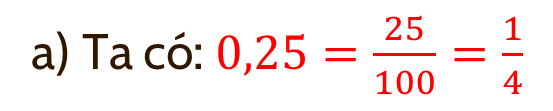 a) Ta có: 0,25 = 25/100 = 1/4